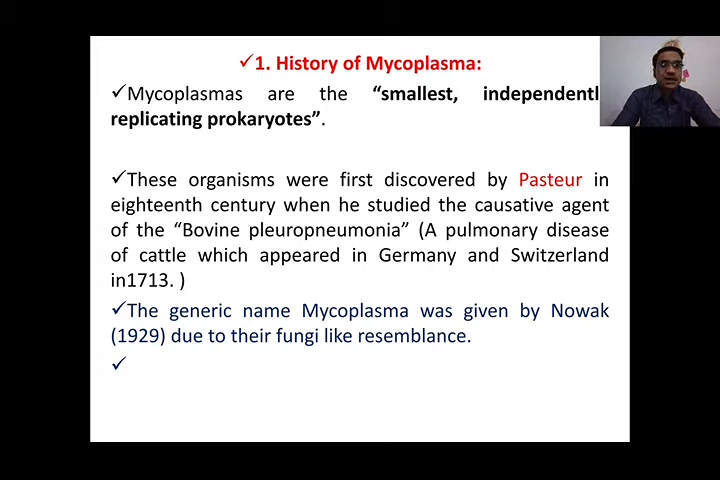 ✓1. History of Mycoplasma:
✓Mycoplasmas are the “smallest, independentl
replicating prokaryotes”.
✓These organisms were first discovered by Pasteur in
eighteenth century when he studied the causative agent
of the “Bovine pleuropneumonia” (A pulmonary disease
of cattle which appeared in Germany and Switzerland
in1713. )
✓The generic name Mycoplasma was given by Nowak
(1929) due to their fungi like resemblance.
✓